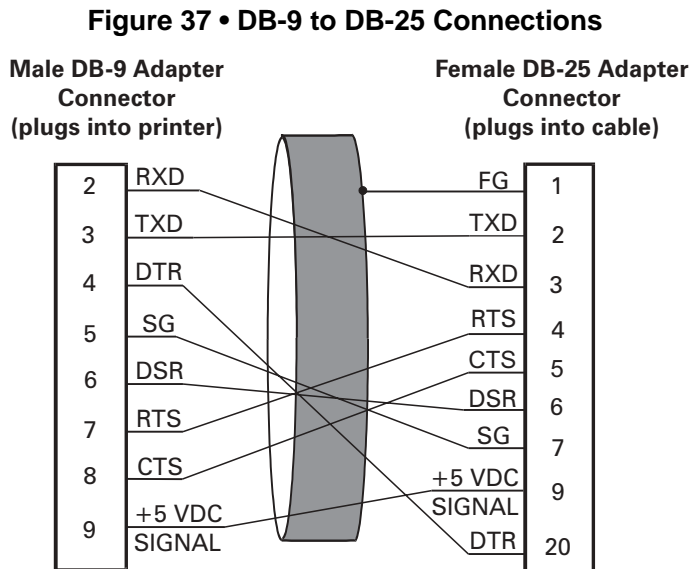 Figure 37 • DB-9 to DB-25 Connections
Male DB-9 Adapter
Connector
(plugs into printer)
Female DB-25 Adapter
Connector
(plugs into cable)
2 RXD
3 TXD
4 DTR
5 SG
6 DSR
7 RTS
8 CTS
9 +5 VDC
SIGNAL
FG 1
TXD 2
RXD 3
RTS 4
CTS 5
DSR 6
SG 7
+5 VDC 9
SIGNAL
DTR 20